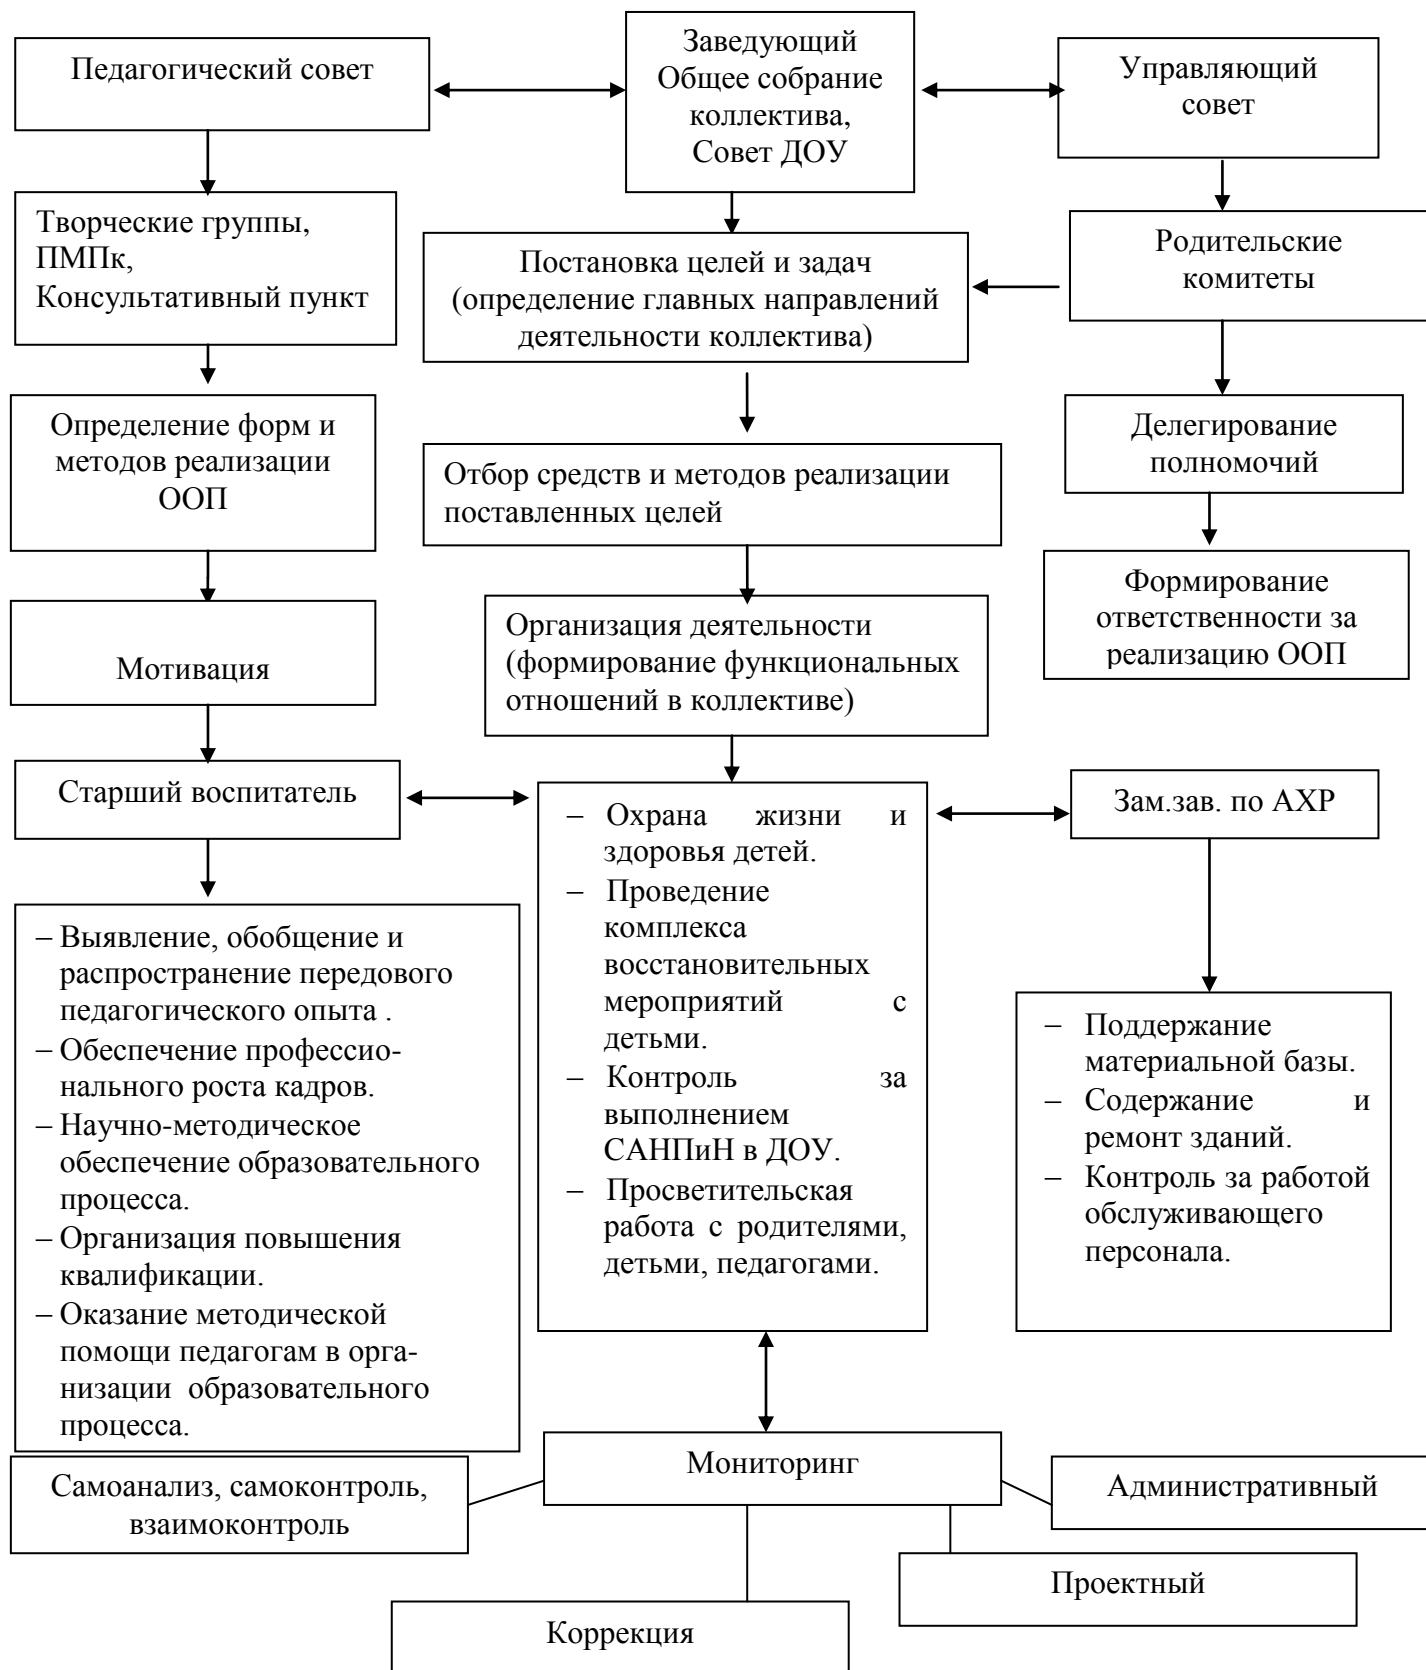 Педагогический совет
Заведующий
Общее собрание
коллектива,
Совет ДОУ
Управляющий
совет
Творческие группы,
ПМПк,
Консультативный пункт
Постановка целей и задач
(определение главных направлений
деятельности коллектива)
Родительские
комитеты
Определение форм и
методов реализации
ООП
Отбор средств и методов реализации
поставленных целей
Делегирование
полномочий
Мотивация
Организация деятельности
(формирование функциональных
отношений в коллективе)
Формирование
ответственности за
реализацию ООП
Старший воспитатель
Зам.зав. по АХР
– Выявление, обобщение и
распространение передового
педагогического опыта .
– Обеспечение профессио-
нального роста кадров.
– Научно-методическое
обеспечение образовательного
процесса.
– Организация повышения
квалификации.
– Оказание методической
помощи педагогам в орга-
низации образовательного
процесса.
– Охрана жизни и
здоровья детей.
– Проведение
комплекса
восстановительных
мероприятий с
детьми.
– Контроль за
выполнением
САНПиН в ДОУ.
– Просветительская
работа с родителями,
детьми, педагогами.
– Поддержание
материальной базы.
– Содержание и
ремонт зданий.
– Контроль за работой
обслуживающего
персонала.
Мониторинг
Самоанализ, самоконтроль,
взаимоконтроль
Административный
Проектный
Коррекция